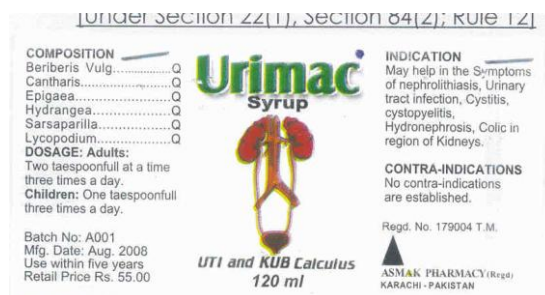 [Under Section 22(1), Section 84(2); Rule 12]
COMPOSITION
Beriberis Vulg..............Q
Cantharis.....................Q
Epigaea.......................Q
Hydrangea...................Q
Sarsaparilla..................Q
Lycopodium.................Q
DOSAGE: Adults:
Two taespoonfull at a time
three times a day.
Children: One taespoonfull
three times a day.
Batch No: A001
Mfg. Date: Aug. 2008
Use within five years
Retail Price Rs. 55.00
Urimac
Syrup
UTI and KUB Calculus
120 ml
INDICATION
May help in the Symptoms
of nephrolithiasis, Urinary
tract infection, Cystitis,
cystopyelitis,
Hydronephrosis, Colic in
region of Kidneys.
CONTRA-INDICATIONS
No contra-indications
are established.
Regd. No. 179004 T.M.
ASMAK PHARMACY(Regd)
KARACHI - PAKISTAN